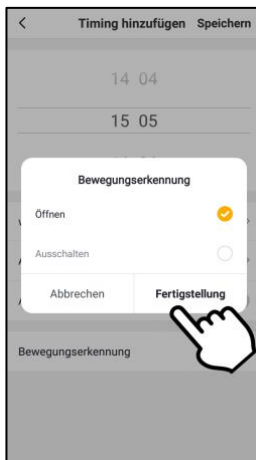 Timing hinzufügen Speichern
14 04
15 05
Bewegungserkennung
Öffnen
Ausschalten
Abbrechen Fertigstellung
Bewegungserkennung